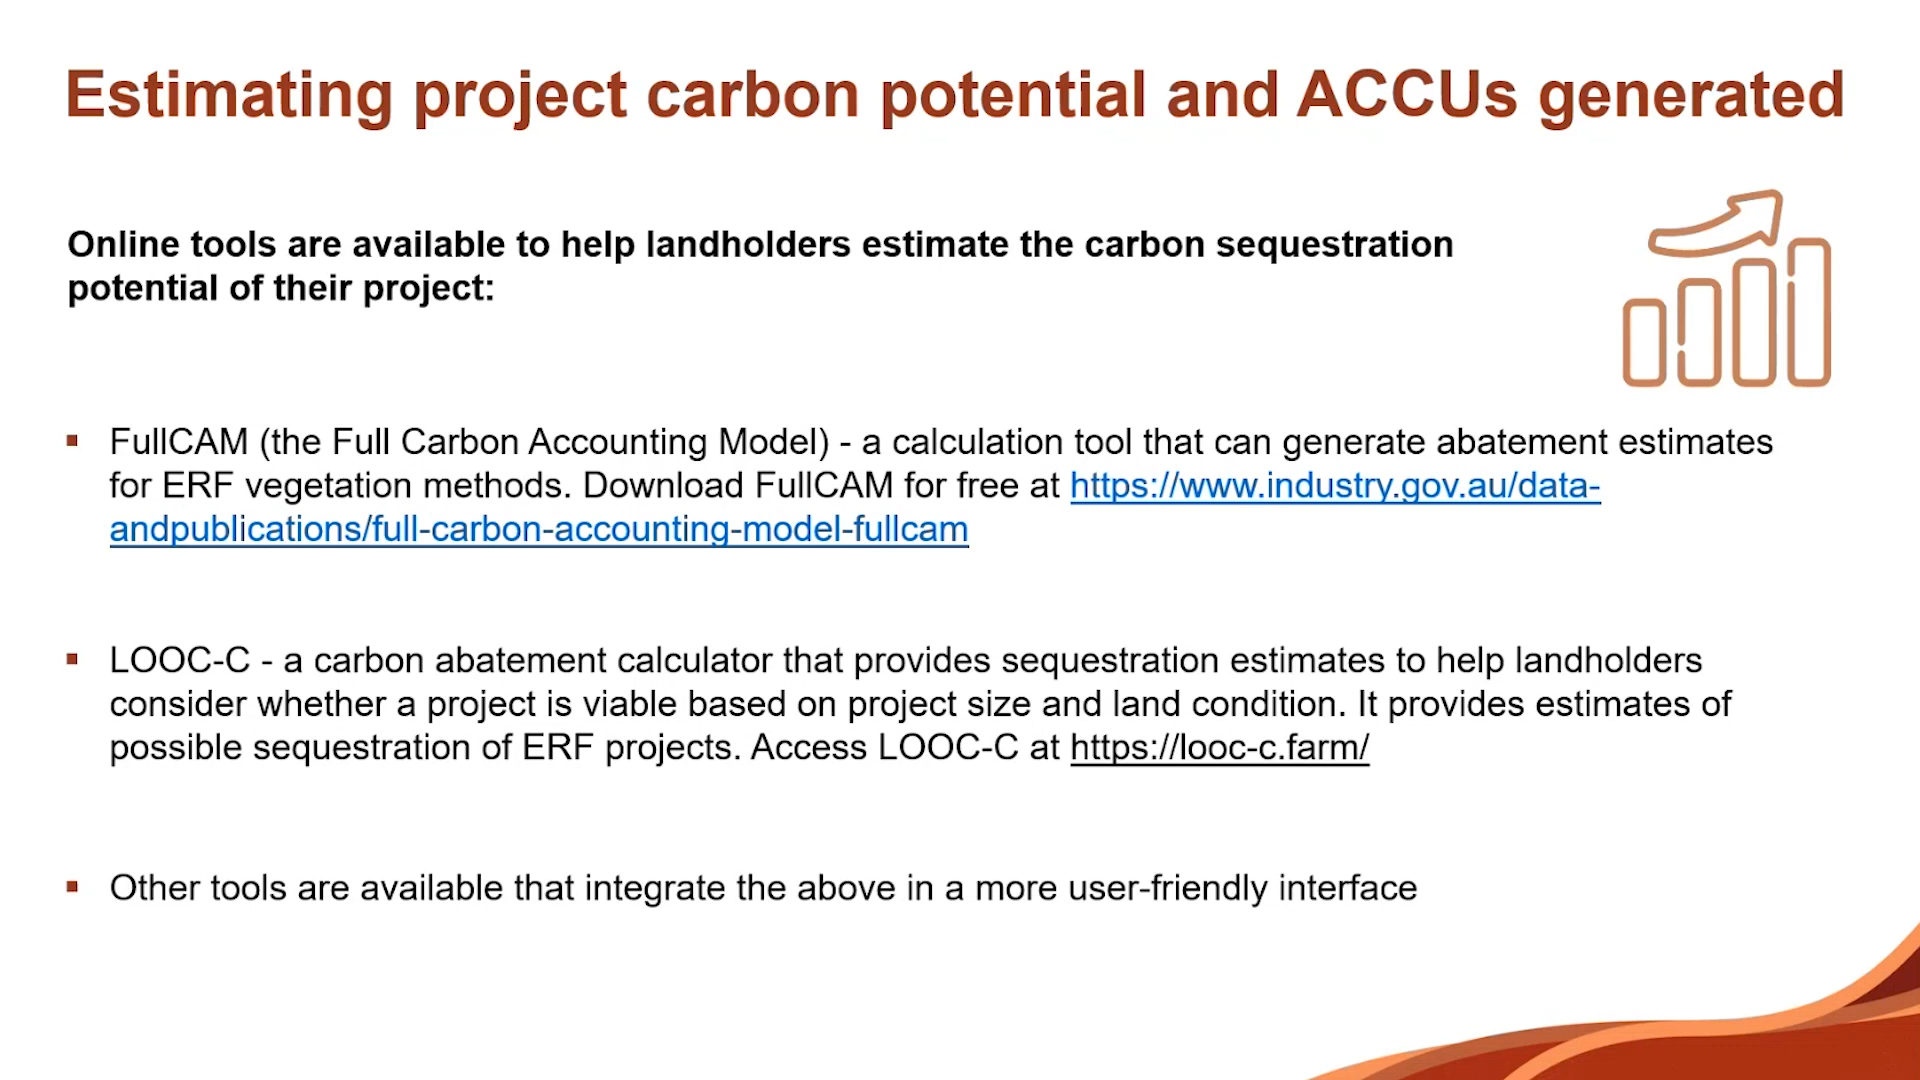 Estimating project carbon potential and ACCUs generated
Online tools are available to help landholders estimate the carbon sequestration
potential of their project:
▪ FullCAM (the Full Carbon Accounting Model) - a calculation tool that can generate abatement estimates
for ERF vegetation methods. Download FullCAM for free at https://www.industry.gov.au/data-
andpublications/full-carbon-accounting-model-fullcam
▪ LOOC-C - a carbon abatement calculator that provides sequestration estimates to help landholders
consider whether a project is viable based on project size and land condition. It provides estimates of
possible sequestration of ERF projects. Access LOOC-C at https://looc-c.farm/
▪ Other tools are available that integrate the above in a more user-friendly interface